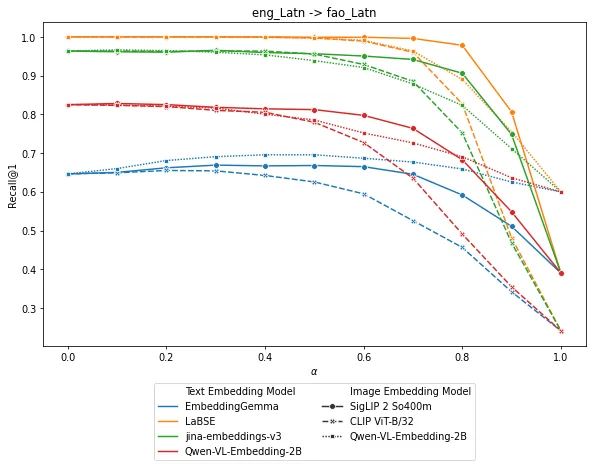 eng_Latn -> fao_Latn
1.0
0.9
0.8
0.7
0.6
0.5
0.4
0.3
Recall@1
0.0 0.2 0.4 0.6 0.8 1.0
α
Text Embedding Model Image Embedding Model
EmbeddingGemma SigLIP 2 So400m
LaBSE CLIP ViT-B/32
jina-embeddings-v3 Qwen-VL-Embedding-2B
Qwen-VL-Embedding-2B